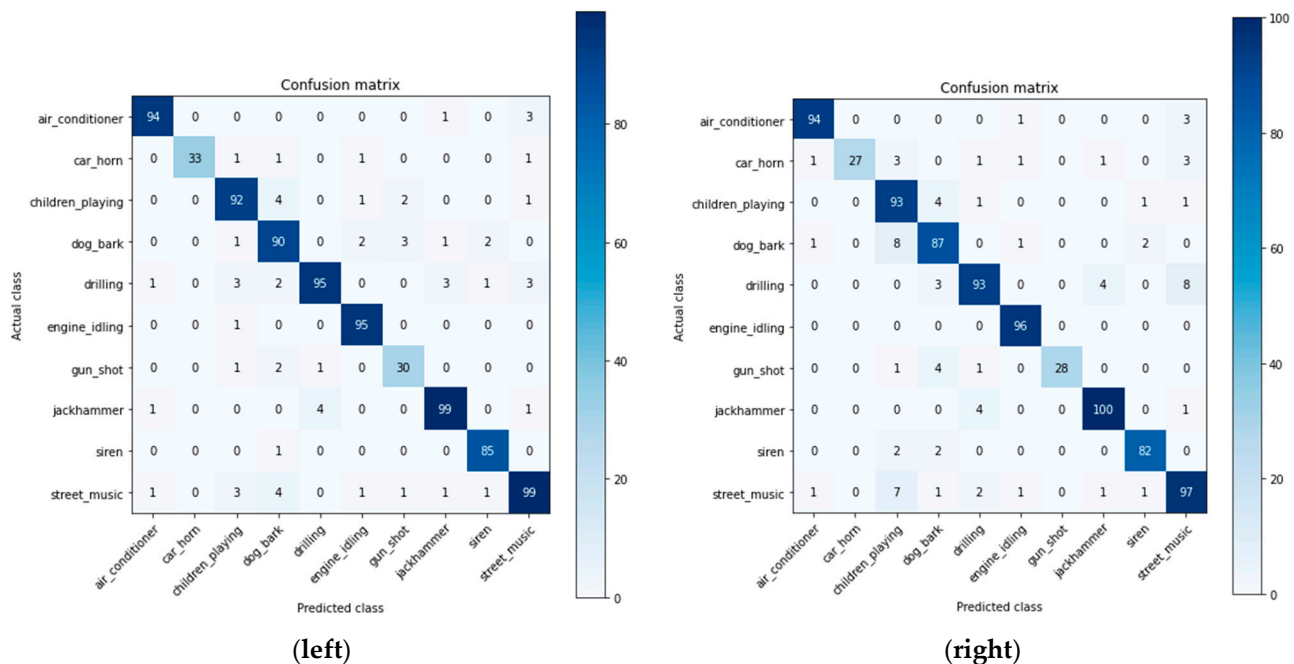 Confusion matrix
air_conditioner 94 0 0 0 0 0 0 1 0 3
car_horn 0 33 1 1 0 1 0 0 0 1
children_playing 0 0 92 4 0 1 2 0 0 1
dog_bark 0 0 1 90 0 2 3 1 2 0
drilling 1 0 3 2 95 0 0 3 1 3
engine_idling 0 0 1 0 0 95 0 0 0 0
gun_shot 0 0 1 2 1 0 30 0 0 0
jackhammer 1 0 0 0 4 0 0 99 0 1
siren 0 0 0 1 0 0 0 0 85 0
street_music 1 0 3 4 0 1 1 1 1 99
air_conditioner car_horn children_playing dog_bark drilling engine_idling gun_shot jackhammer siren street_music
Actual class
Predicted class
80
60
40
20
0
(left)
Confusion matrix
air_conditioner 94 0 0 0 0 1 0 0 0 3
car_horn 1 27 3 0 1 1 0 1 0 3
children_playing 0 0 93 4 1 0 0 0 1 1
dog_bark 1 0 8 87 0 1 0 0 2 0
drilling 0 0 0 3 93 0 0 4 0 8
engine_idling 0 0 0 0 0 96 0 0 0 0
gun_shot 0 0 1 4 1 0 28 0 0 0
jackhammer 0 0 0 0 4 0 0 100 0 1
siren 0 0 2 2 0 0 0 0 82 0
street_music 1 0 7 1 2 1 0 1 1 97
air_conditioner car_horn children_playing dog_bark drilling engine_idling gun_shot jackhammer siren street_music
Actual class
Predicted class
100
80
60
40
20
0
(right)